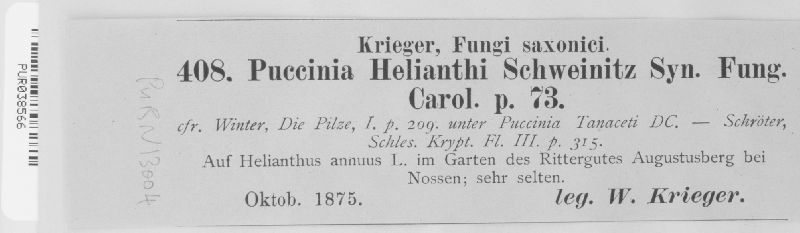 Krieger, Fungi saxonici.
408. Puccinia Helianthi Schweinitz Syn. Fung.
Carol. p. 73.
cfr. Winter, Die Pilze, I. p. 209. unter Puccinia Tanaceti DC. — Schröter,
Schles. Krypt. Fl. III. p. 315.
Auf Helianthus annuus L. im Garten des Rittergutes Augustusberg bei
Nossen; sehr selten.
Oktob. 1875. leg. W. Krieger.
PUR038566
PUR N13004